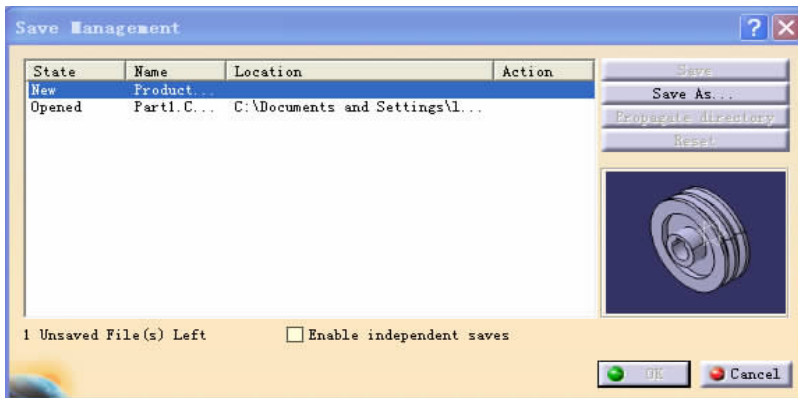 Save Management
State Name Location Action
New Product...
Opened Part1.C... C:\Documents and Settings\l...
Save
Save As...
Propagate directory
Reset
1 Unsaved File(s) Left
Enable independent saves
OK
Cancel